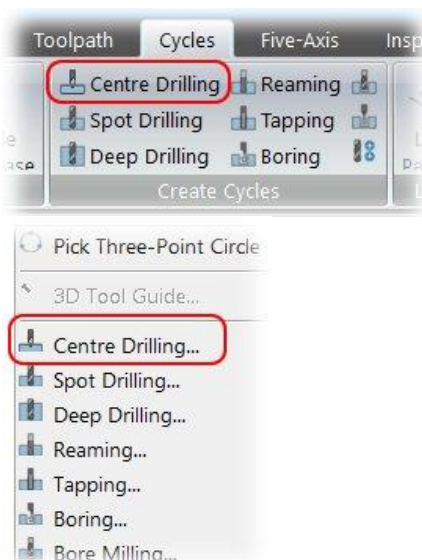 Toolpath Cycles Five-Axis Insp
Centre Drilling Reaming
Spot Drilling Tapping
Deep Drilling Boring
Create Cycles
Pick Three-Point Circle
3D Tool Guide...
Centre Drilling...
Spot Drilling...
Deep Drilling...
Reaming...
Tapping...
Boring...
Bore Milling...